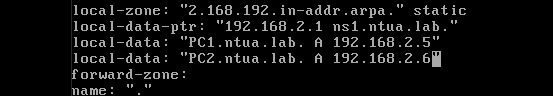 local-zone: "2.168.192.in-addr.arpa." static
local-data-ptr: "192.168.2.1 ns1.ntua.lab."
local-data: "PC1.ntua.lab. A 192.168.2.5"
local-data: "PC2.ntua.lab. A 192.168.2.6"
forward-zone:
name: "."